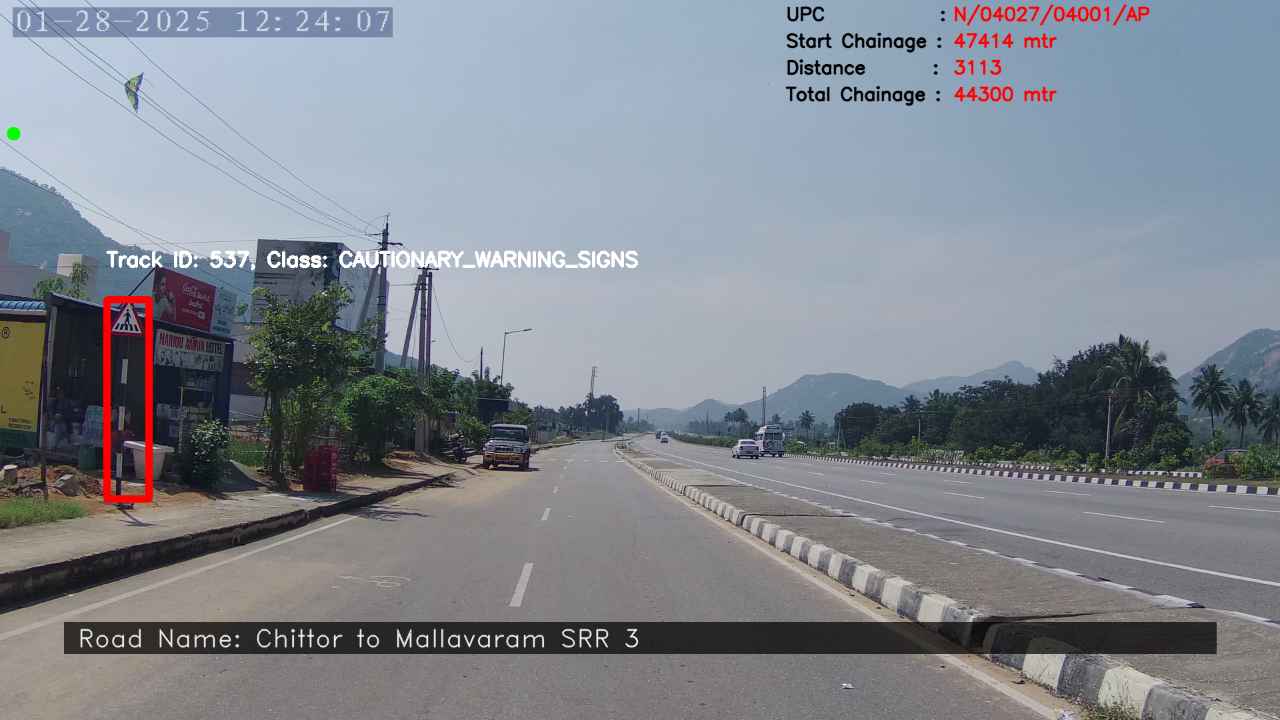 01-28-2025 12:24:07
UPC : N/04027/04001/AP
Start Chainage : 47414 mtr
Distance : 3113
Total Chainage : 44300 mtr
Track ID: 537, Class: CAUTIONARY_WARNING_SIGNS
Road Name: Chittor to Mallavaram SRR 3